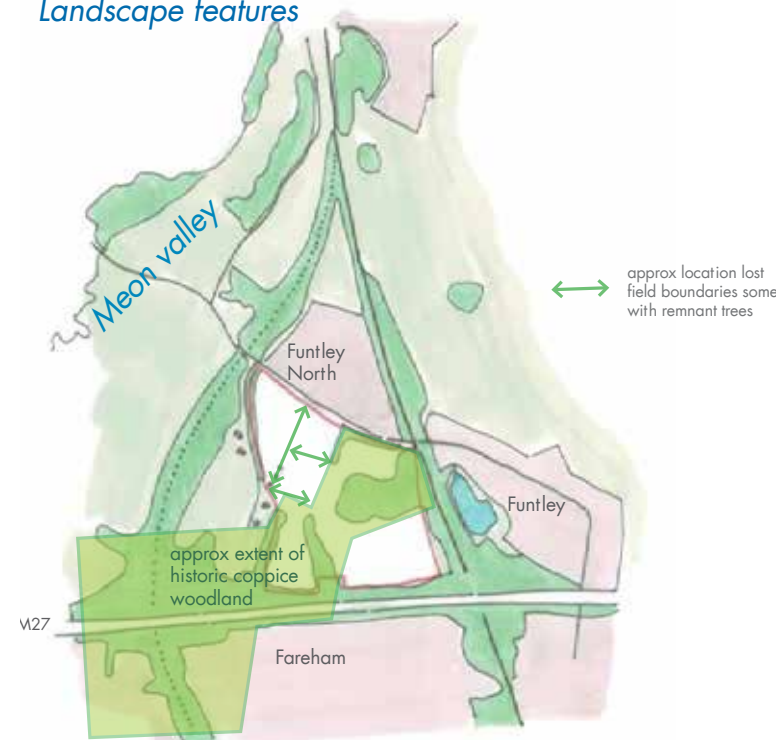 Landscape features
Meon valley
approx location lost
field boundaries some
with remnant trees
Funtley
North
Funtley
approx extent of
historic coppice
woodland
M27
Fareham